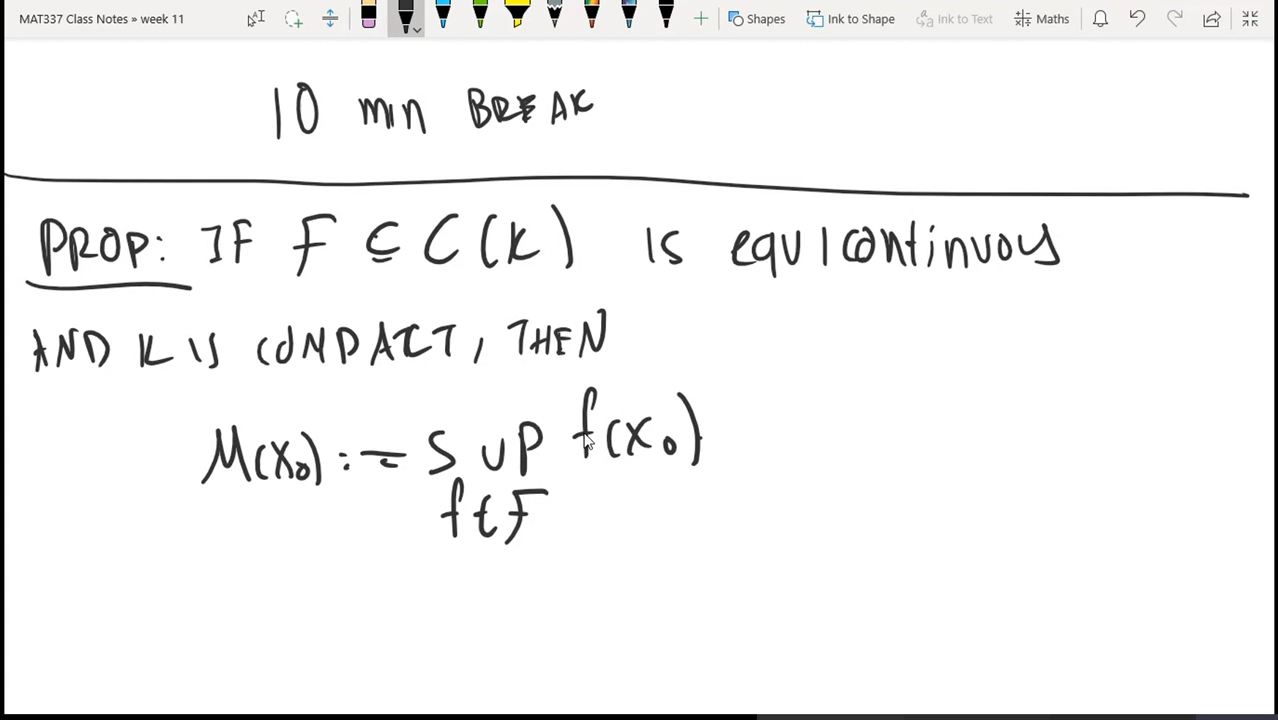 MAT337 Class Notes » week 11
Shapes
Ink to Shape
Ink to Text
Maths
10 min BREAK
PROP: IF F ⊆ C(K) is equicontinuous
AND K IS COMPACT, THEN
M(x₀) := sup f(x₀)
f∈F